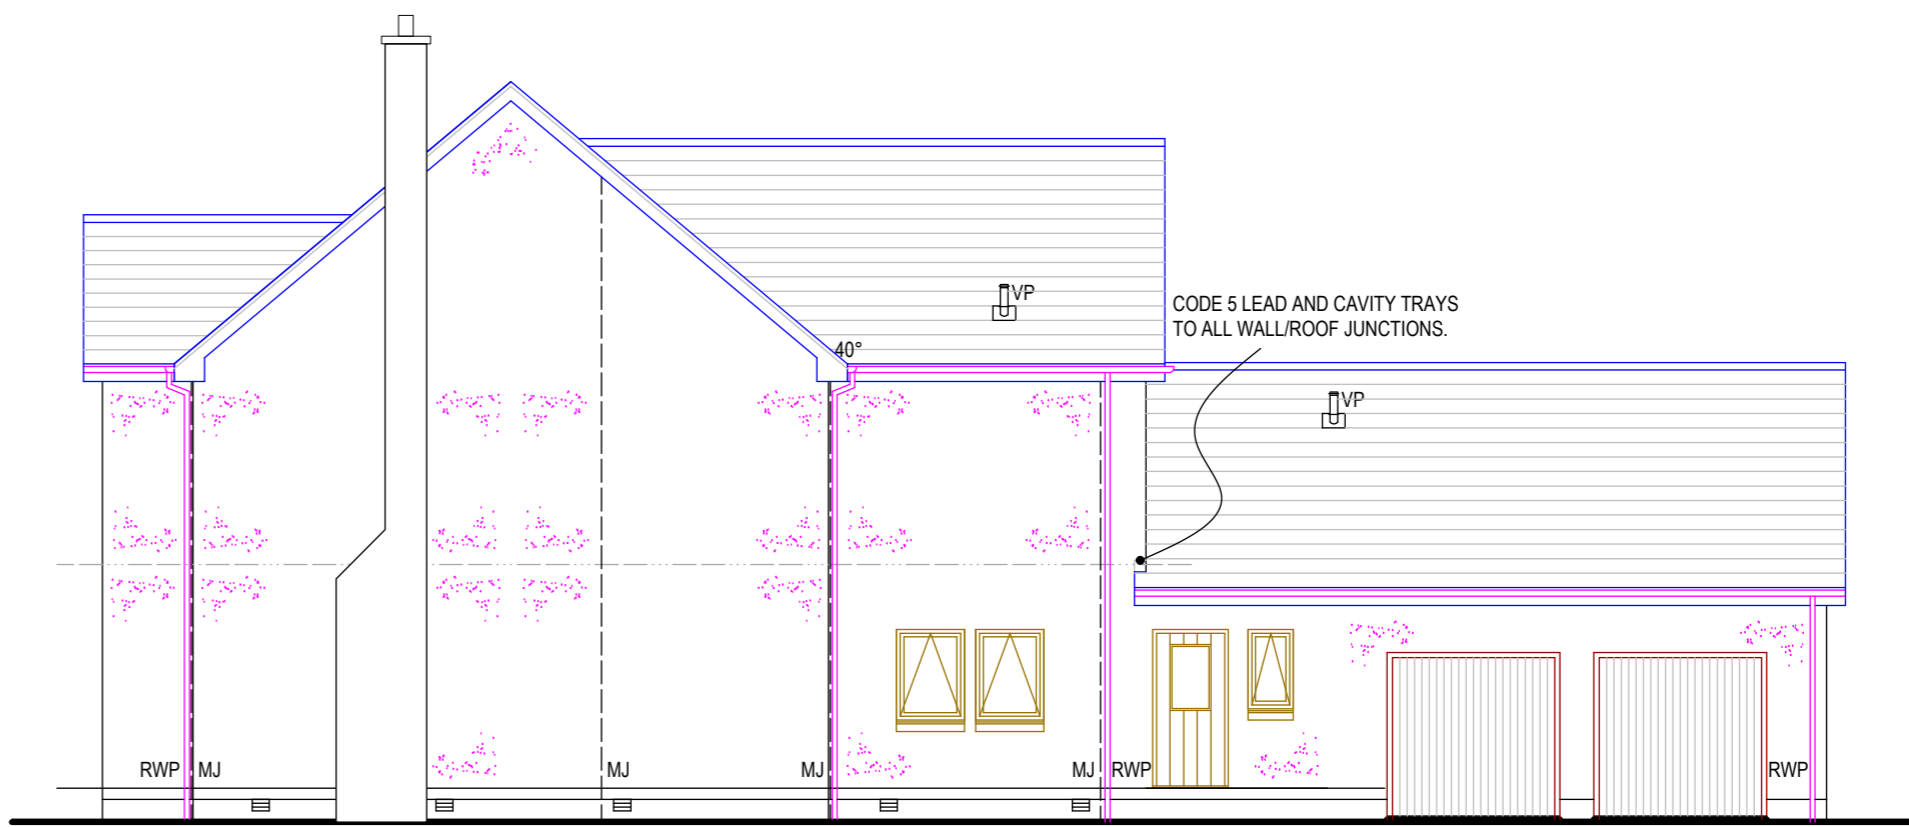 VP
CODE 5 LEAD AND CAVITY TRAYS
TO ALL WALL/ROOF JUNCTIONS.
40°
VP
RWP MJ
MJ
MJ
MJ RWP
RWP